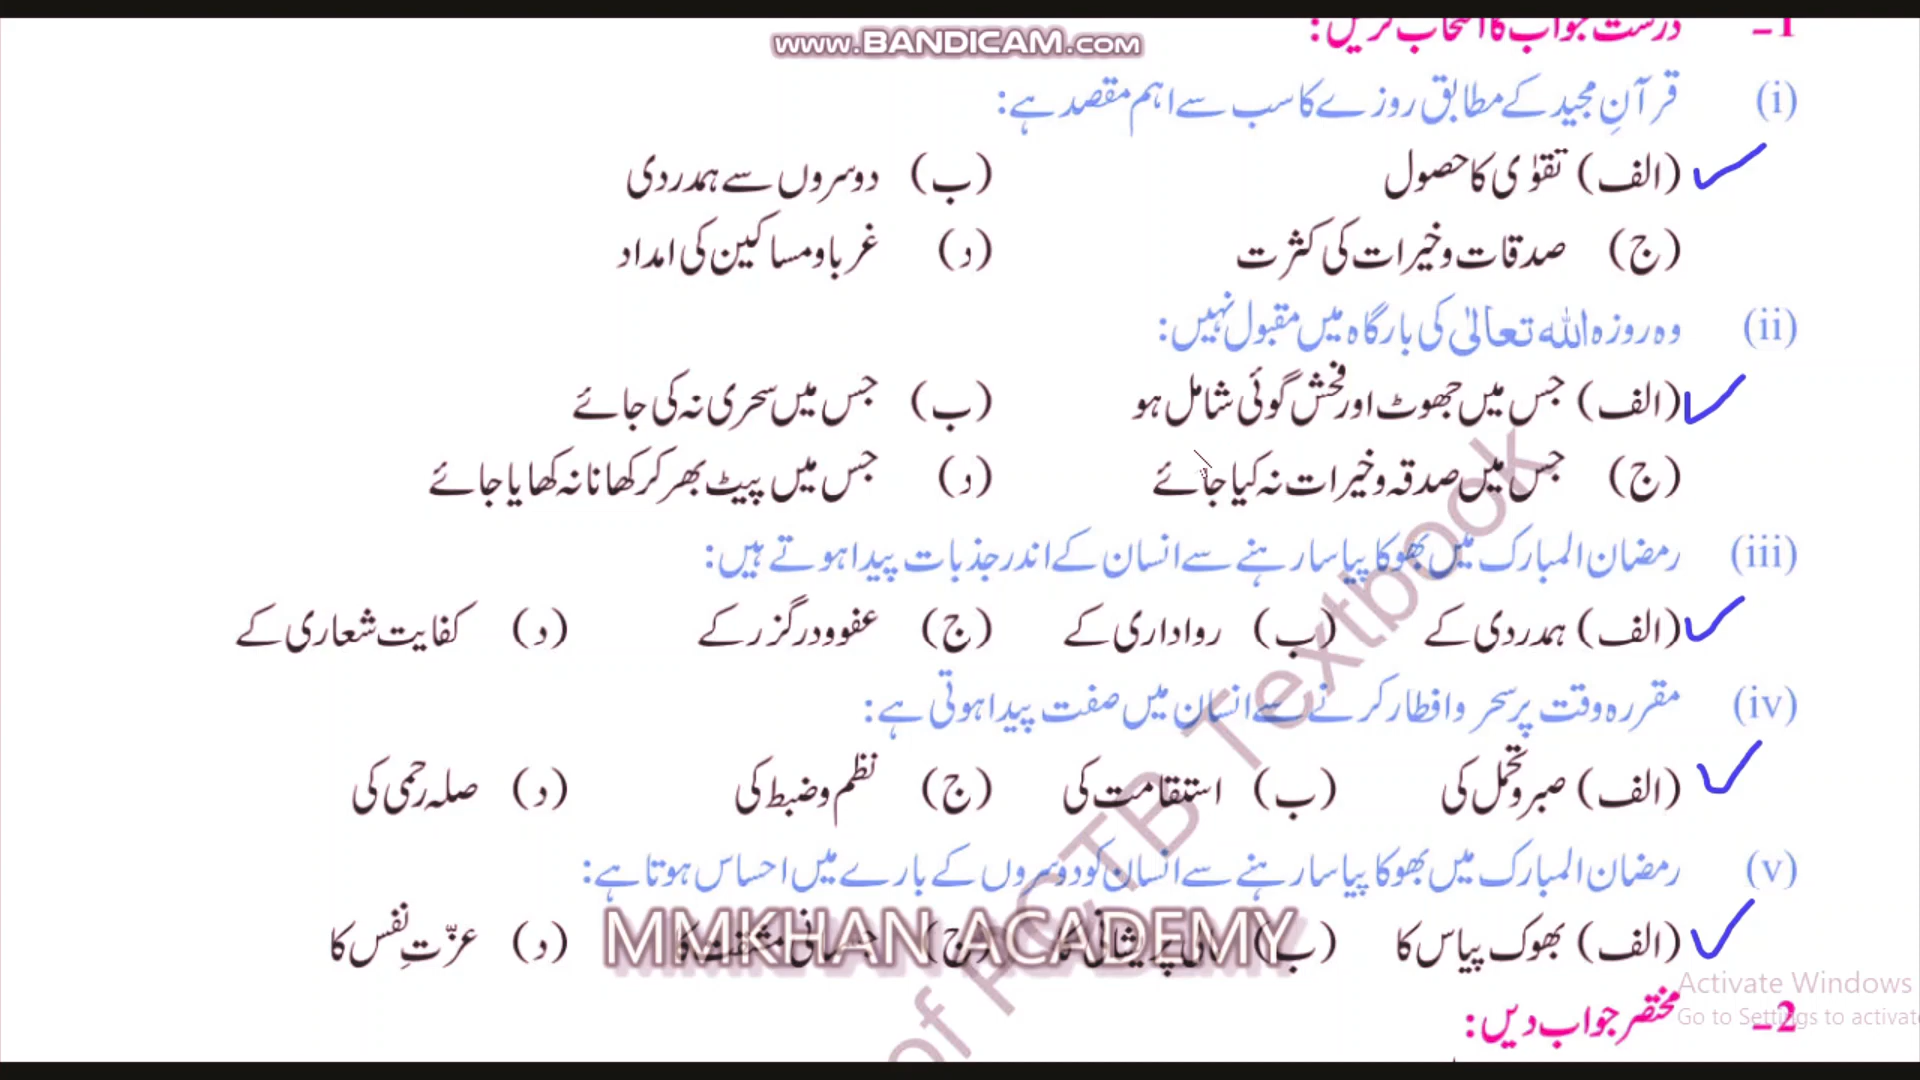 www.BANDICAM.com
1- درست جواب کا انتخاب کریں:
(i) قرآنِ مجید کے مطابق روزے کا سب سے اہم مقصد ہے:
(الف) تقوٰی کا حصول (ب) دوسروں سے ہمدردی
(ج) صدقات و خیرات کی کثرت (د) غربا و مساکین کی امداد
(ii) وہ روزہ اللہ تعالیٰ کی بارگاہ میں مقبول نہیں:
(الف) جس میں جھوٹ اور فحش گوئی شامل ہو (ب) جس میں سحری نہ کی جائے
(ج) جس میں صدقہ و خیرات نہ کیا جائے (د) جس میں پیٹ بھر کر کھانا نہ کھایا جائے
(iii) رمضان المبارک میں بھوکا پیاسا رہنے سے انسان کے اندر جذبات پیدا ہوتے ہیں:
(الف) ہمدردی کے (ب) رواداری کے (ج) عفو و درگزر کے (د) کفایت شعاری کے
(iv) مقررہ وقت پر سحر و افطار کرنے سے انسان میں صفت پیدا ہوتی ہے:
(الف) صبر و تحمل کی (ب) استقامت کی (ج) نظم و ضبط کی (د) صلہ رحمی کی
(v) رمضان المبارک میں بھوکا پیاسا رہنے سے انسان کو دوسروں کے بارے میں احساس ہوتا ہے:
(الف) بھوک پیاس کا (ب) (ج) (د) عزّتِ نفس کا
MMKHAN ACADEMY
2- مختصر جواب دیں:
of PCTB Textbook
Activate Windows
Go to Settings to activate